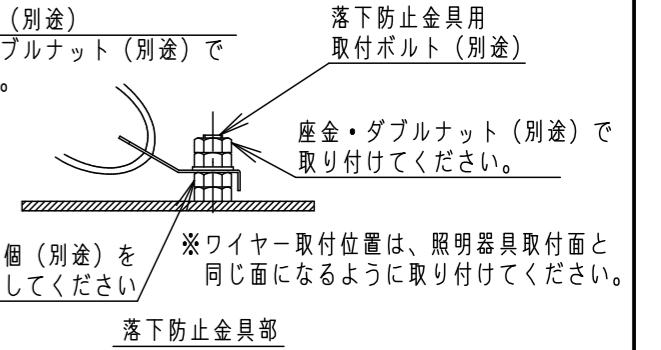 (別途)
ブルナット(別途)で
。
落下防止金具用
取付ボルト(別途)
座金・ダブルナット(別途)で
取り付けてください。
個(別途)を
してください
※ワイヤー取付位置は、照明器具取付面と
同じ面になるように取り付けてください。
落下防止金具部